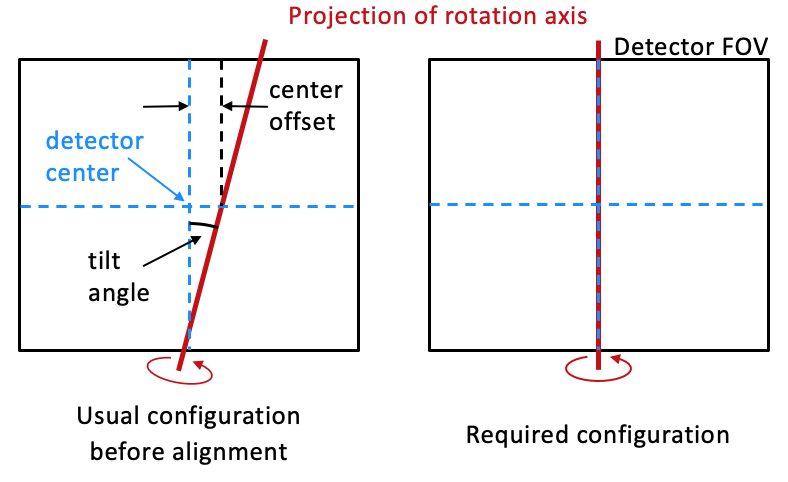 Projection of rotation axis
Detector FOV
center
offset
detector
center
tilt
angle
Usual configuration
before alignment
Required configuration